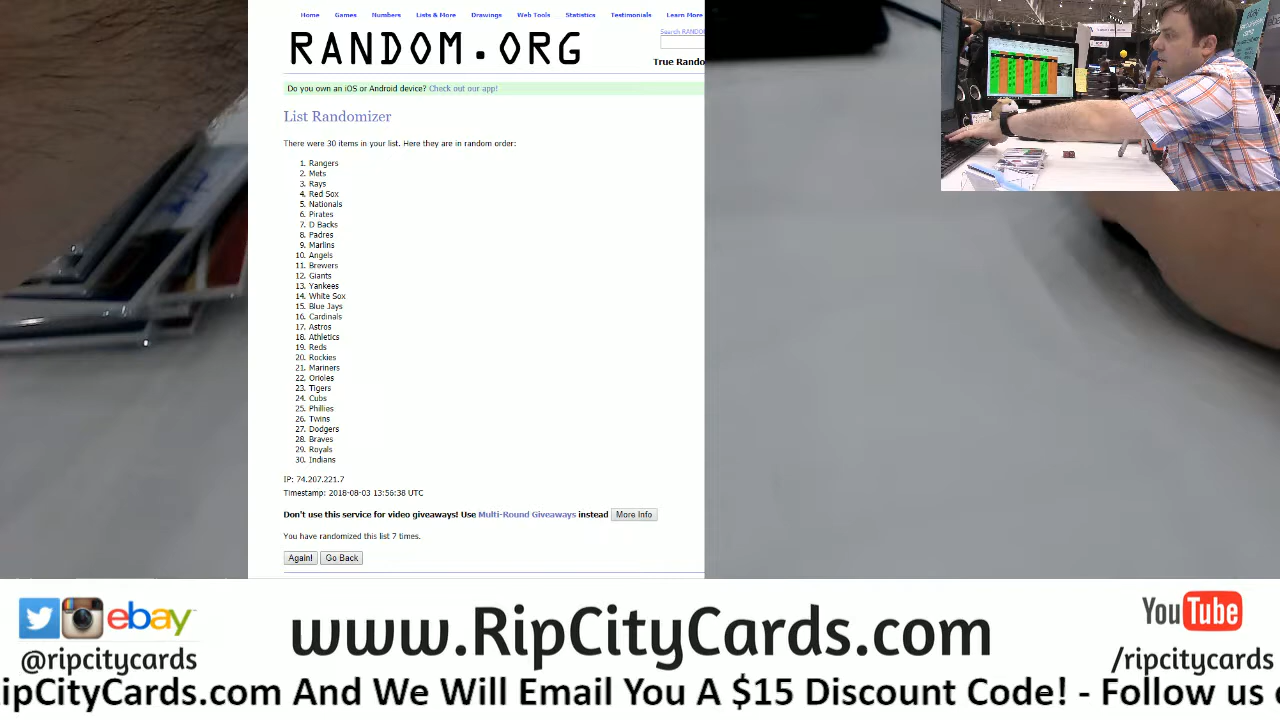 Home Games Numbers Lists & More Drawings Web Tools Statistics Testimonials Learn More
RANDOM.ORG
Search RANDO
True Rando
Do you own an iOS or Android device? Check out our app!
List Randomizer
There were 30 items in your list. Here they are in random order:
1. Rangers
2. Mets
3. Rays
4. Red Sox
5. Nationals
6. Pirates
7. D Backs
8. Padres
9. Marlins
10. Angels
11. Brewers
12. Giants
13. Yankees
14. White Sox
15. Blue Jays
16. Cardinals
17. Astros
18. Athletics
19. Reds
20. Rockies
21. Mariners
22. Orioles
23. Tigers
24. Cubs
25. Phillies
26. Twins
27. Dodgers
28. Braves
29. Royals
30. Indians
IP: 74.207.221.7
Timestamp: 2018-08-03 13:56:38 UTC
Don't use this service for video giveaways! Use Multi-Round Giveaways instead More Info
You have randomized this list 7 times.
Again! Go Back
ebay
@ripcitycards
www.RipCityCards.com
YouTube
/ripcitycards
ipCityCards.com And We Will Email You A $15 Discount Code! - Follow us